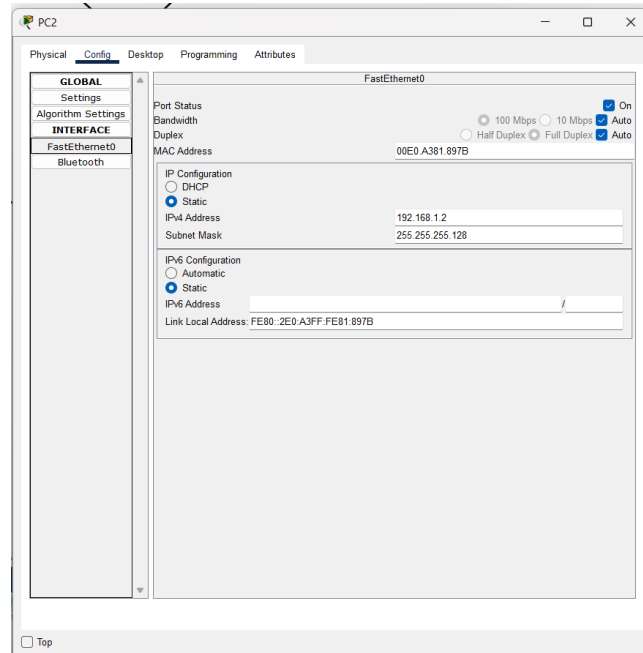 PC2
Physical Config Desktop Programming Attributes
GLOBAL
Settings
Algorithm Settings
INTERFACE
FastEthernet0
Bluetooth
FastEthernet0
Port Status On
Bandwidth 100 Mbps 10 Mbps Auto
Duplex Half Duplex Full Duplex Auto
MAC Address 00E0.A381.897B
IP Configuration
DHCP
Static
IPv4 Address 192.168.1.2
Subnet Mask 255.255.255.128
IPv6 Configuration
Automatic
Static
IPv6 Address /
Link Local Address: FE80::2E0:A3FF:FE81:897B
Top